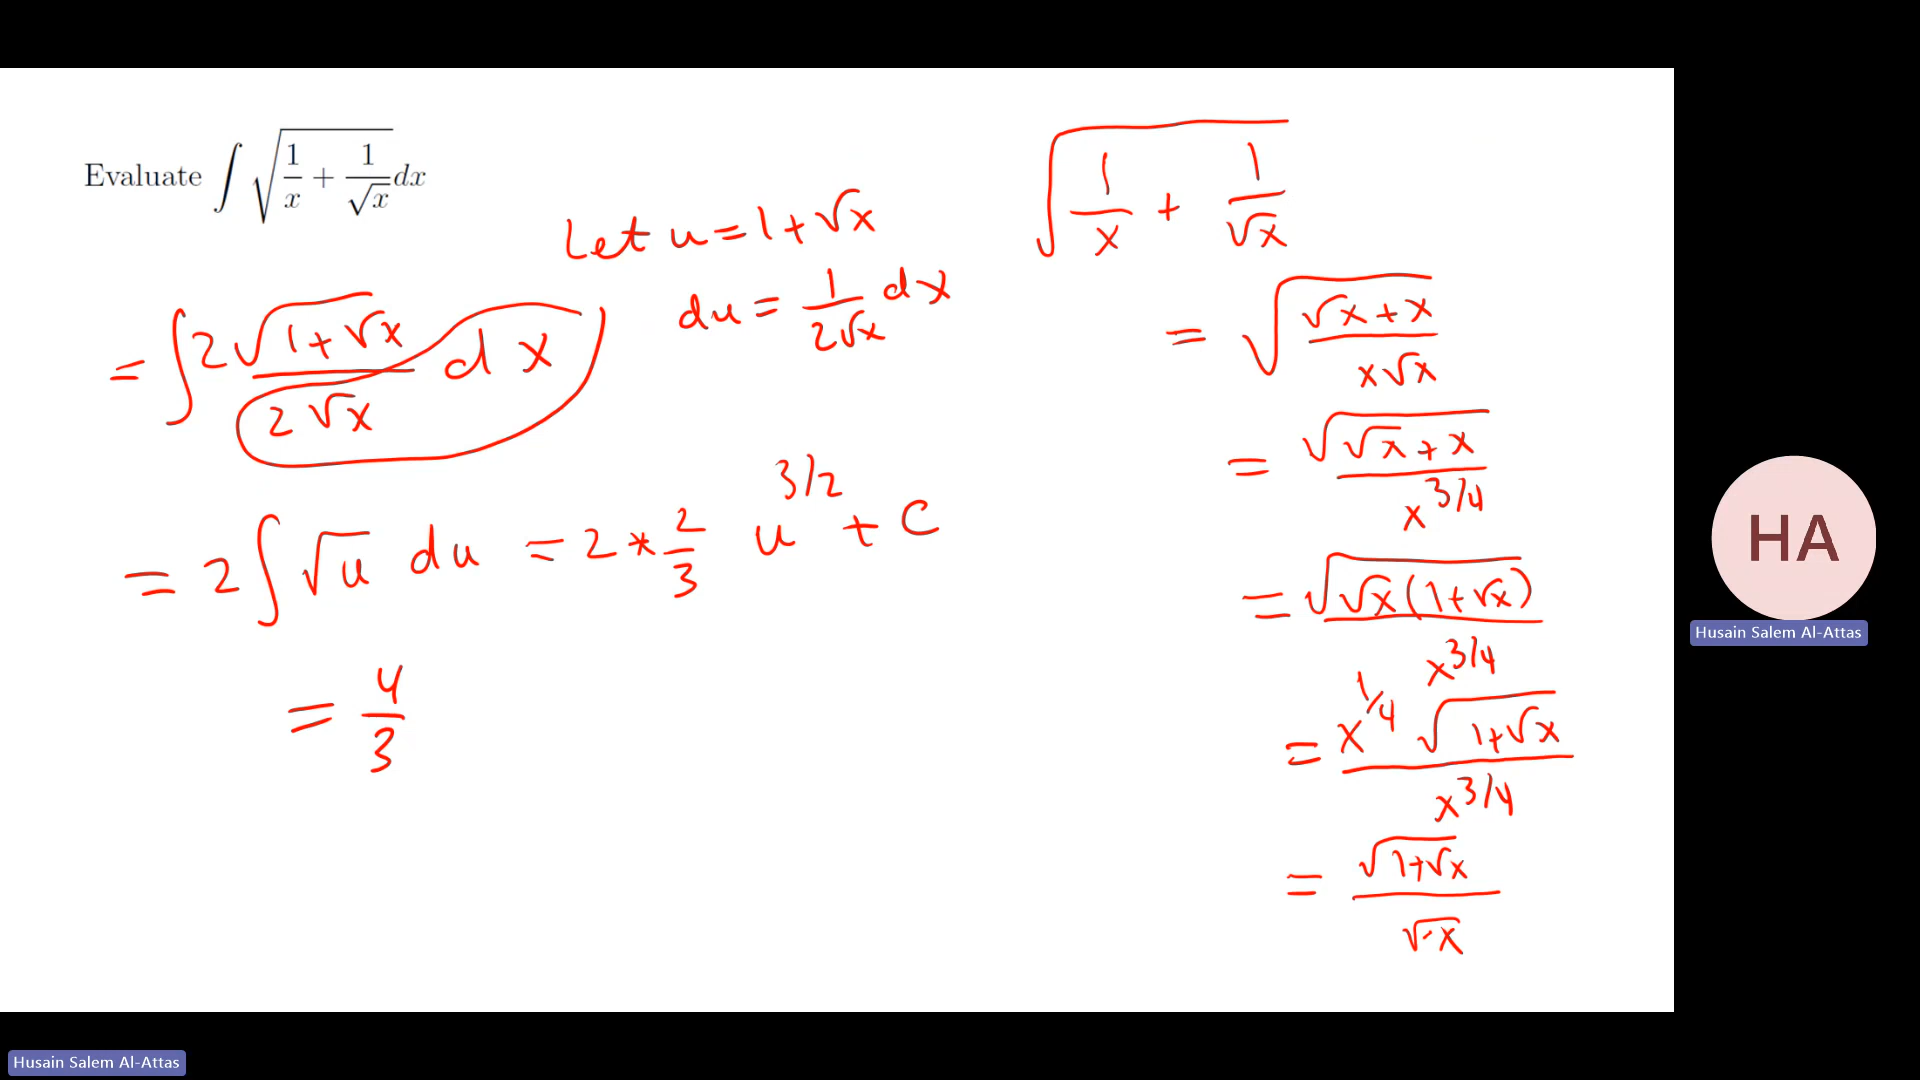 Evaluate ∫ √(1/x + 1/√x) dx
Let u = 1 + √x
du = 1/(2√x) dx
= ∫ 2√(1+√x) / (2√x) dx
= 2 ∫ √u du = 2 * 2/3 u^(3/2) + C
= 4/3
√(1/x + 1/√x)
= √((√x + x)/(x√x))
= √(√x + x) / x^(3/4)
= √(√x(1+√x)) / x^(3/4)
= x^(1/4) √(1+√x) / x^(3/4)
= √(1+√x) / √x
HA
Husain Salem Al-Attas
Husain Salem Al-Attas